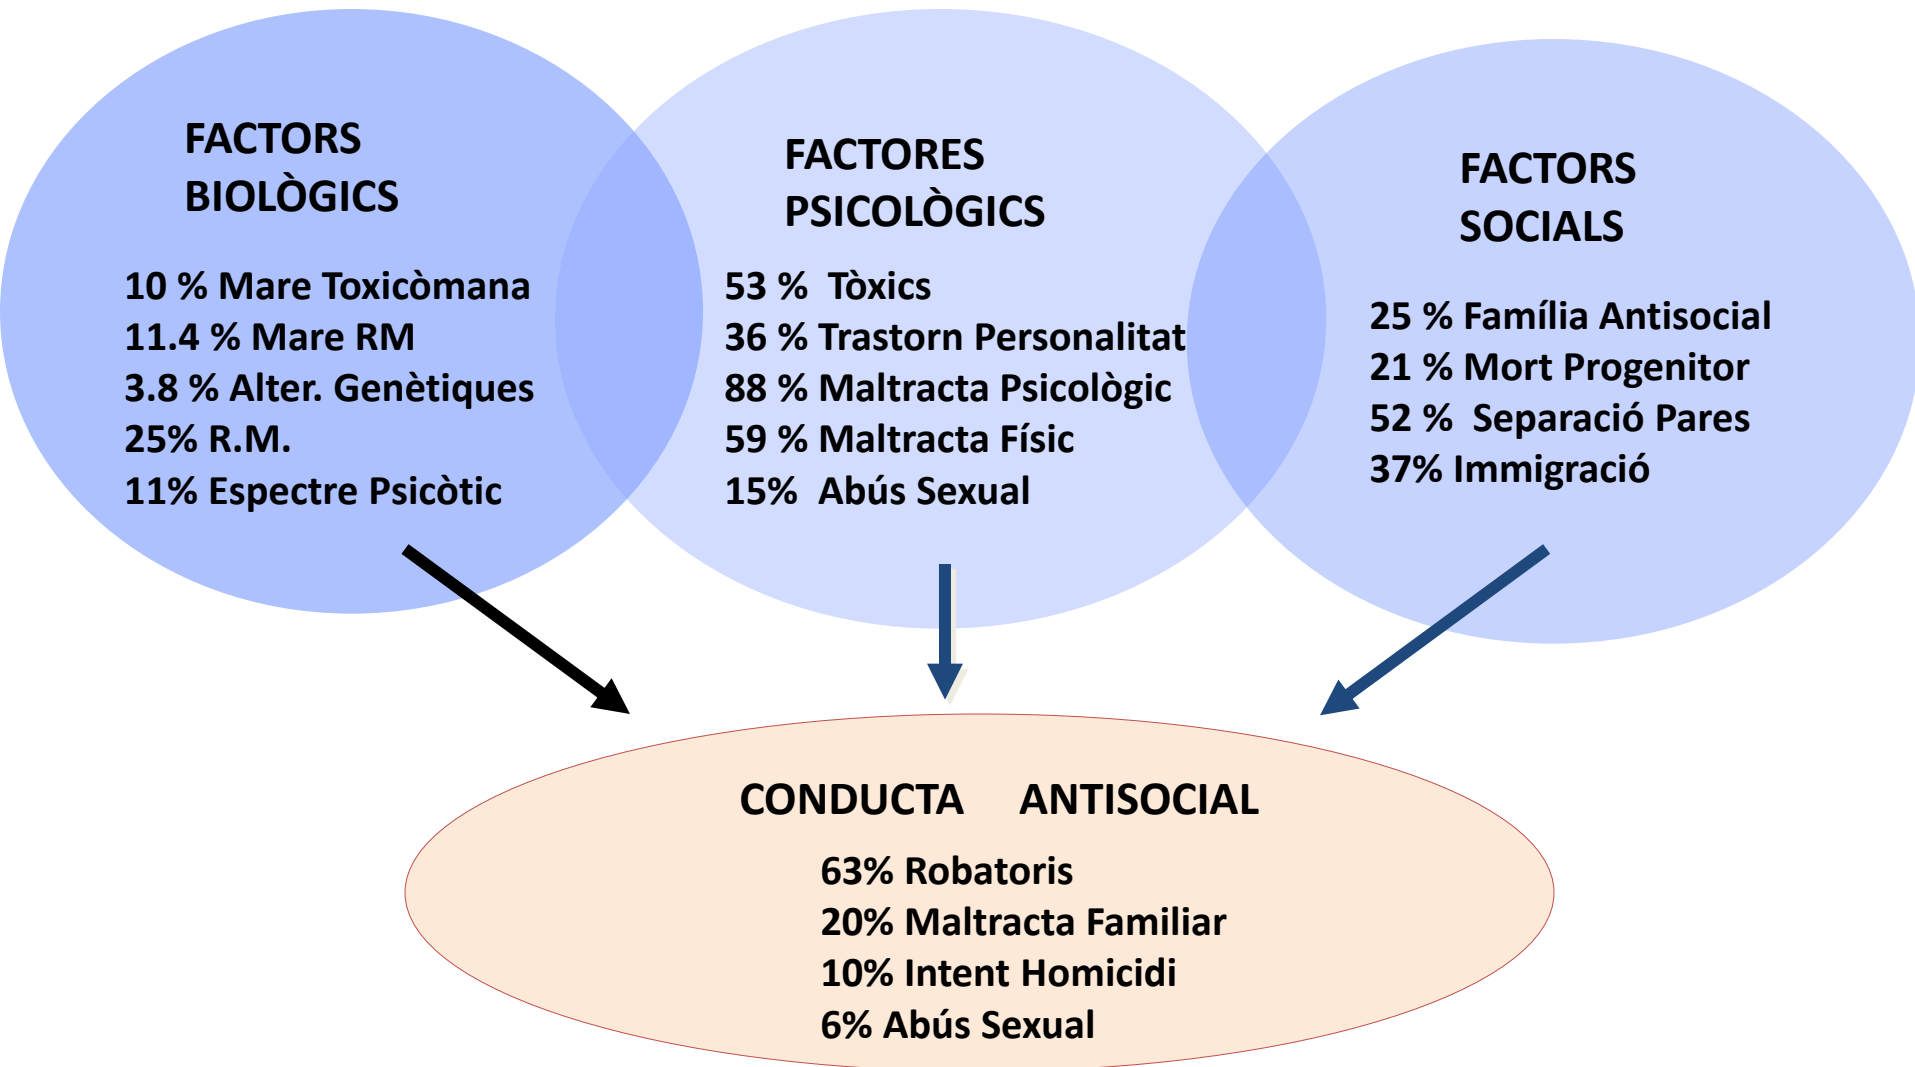 FACTORS
BIOLÒGICS
10 % Mare Toxicòmana
11.4 % Mare RM
3.8 % Alter. Genètiques
25% R.M.
11% Espectre Psicòtic
FACTORES
PSICOLÒGICS
53 % Tòxics
36 % Trastorn Personalitat
88 % Maltracta Psicològic
59 % Maltracta Físic
15% Abús Sexual
FACTORS
SOCIALS
25 % Família Antisocial
21 % Mort Progenitor
52 % Separació Pares
37% Immigració
CONDUCTA ANTISOCIAL
63% Robatoris
20% Maltracta Familiar
10% Intent Homicidi
6% Abús Sexual